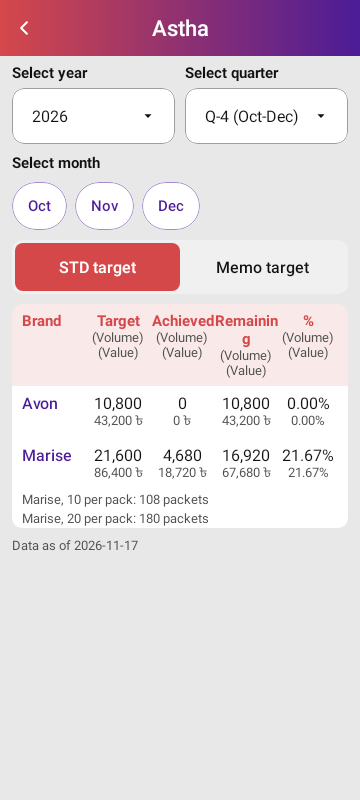 Astha
Select year
Select quarter
2026
Q-4 (Oct-Dec)
Select month
Oct
Nov
Dec
STD target
Memo target
Brand
Target
(Volume)
(Value)
Achieved
(Volume)
(Value)
Remainin
g
(Volume)
(Value)
%
(Volume)
(Value)
Avon 10,800 0 10,800 0.00%
43,200 ৳ 0 ৳ 43,200 ৳ 0.00%
Marise 21,600 4,680 16,920 21.67%
86,400 ৳ 18,720 ৳ 67,680 ৳ 21.67%
Marise, 10 per pack: 108 packets
Marise, 20 per pack: 180 packets
Data as of 2026-11-17